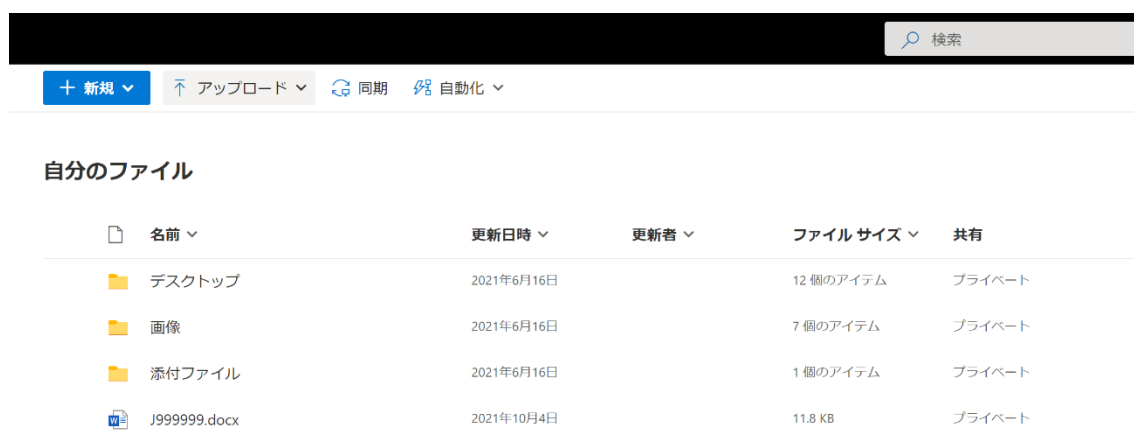 検索
新規 アップロード 同期 自動化
自分のファイル
名前 更新日時 更新者 ファイル サイズ 共有
デスクトップ 2021年6月16日 12 個のアイテム プライベート
画像 2021年6月16日 7 個のアイテム プライベート
添付ファイル 2021年6月16日 1 個のアイテム プライベート
J999999.docx 2021年10月4日 11.8 KB プライベート